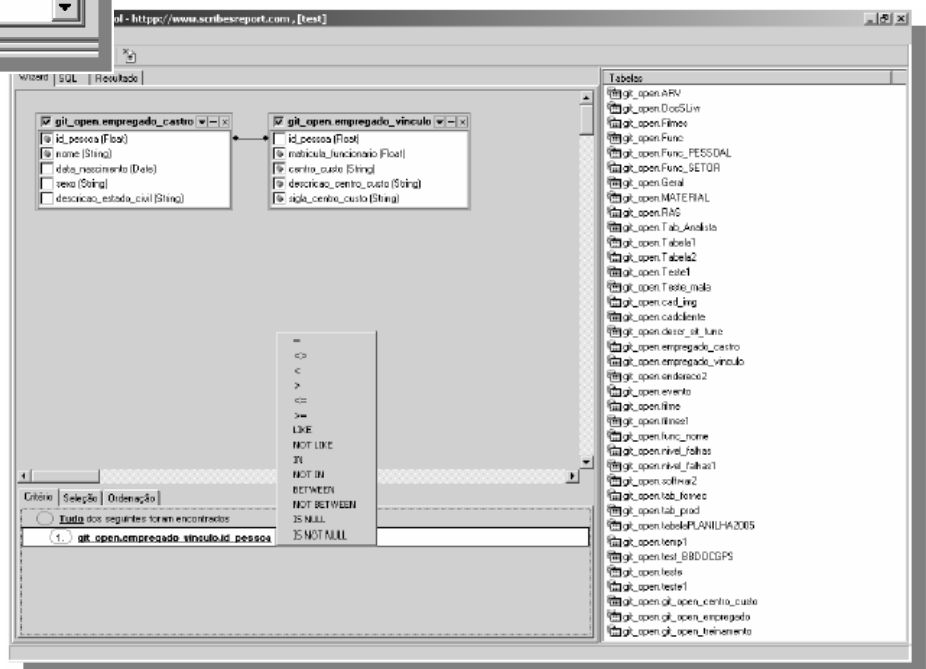 ol - httpp://www.scribesreport.com , [test]
Wizard SQL Resultado
git_open.empregado_castro
id_pessoa (Float)
nome (String)
data_nascimento (Date)
sexo (String)
descricao_estado_civil (String)
git_open.empregado_vinculo
id_pessoa (Float)
matricula_funcionario (Float)
centro_custo (String)
descricao_centro_custo (String)
sigla_centro_custo (String)
=
<>
<
>
<=
>=
LIKE
NOT LIKE
IN
NOT IN
BETWEEN
NOT BETWEEN
IS NULL
IS NOT NULL
Critério Seleção Ordenação
Tudo dos seguintes foram encontrados
1. git_open.empregado_vinculo.id_pessoa
Tabelas
git_open.ARV
git_open.DocSLivr
git_open.Filmes
git_open.Func
git_open.Func_PESSOAL
git_open.Func_SETOR
git_open.Geral
git_open.MATERIAL
git_open.RAS
git_open.Tab_Analista
git_open.Tabela1
git_open.Tabela2
git_open.Teste1
git_open.Teste_mala
git_open.cad_img
git_open.cadcliente
git_open.descr_sit_func
git_open.empregado_castro
git_open.empregado_vinculo
git_open.endereco2
git_open.evento
git_open.filme
git_open.filmes1
git_open.func_nome
git_open.nivel_falhas
git_open.nivel_falhas1
git_open.softwar2
git_open.tab_fornec
git_open.tab_prod
git_open.tabelaPLANILHA2005
git_open.temp1
git_open.test_BBDOCGPS
git_open.teste
git_open.teste1
git_open.git_open_centro_custo
git_open.git_open_empregado
git_open.git_open_treinamento